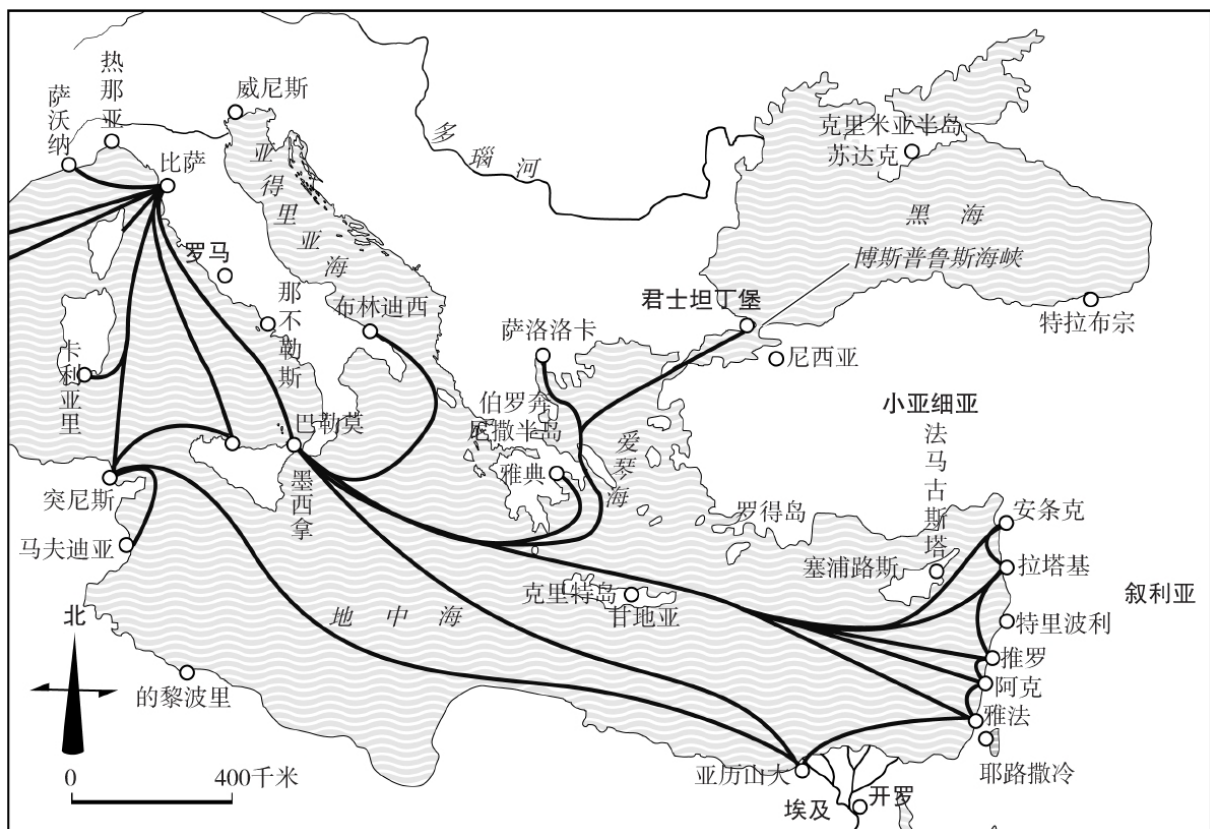 热那亚
萨沃纳
威尼斯
比萨
亚得里亚海
多瑙河
克里米亚半岛
苏达克
黑海
博斯普鲁斯海峡
罗马
那不勒斯
布林迪西
君士坦丁堡
萨洛洛卡
特拉布宗
尼西亚
卡利亚里
巴勒莫
墨西拿
伯罗奔
尼撒半岛
雅典
爱琴海
小亚细亚
法马古斯塔
突尼斯
马夫迪亚
罗得岛
安条克
塞浦路斯
拉塔基
叙利亚
克里特岛
甘地亚
特里波利
地中海
北
推罗
阿克
雅法
的黎波里
耶路撒冷
亚历山大
埃及
开罗
0
400千米